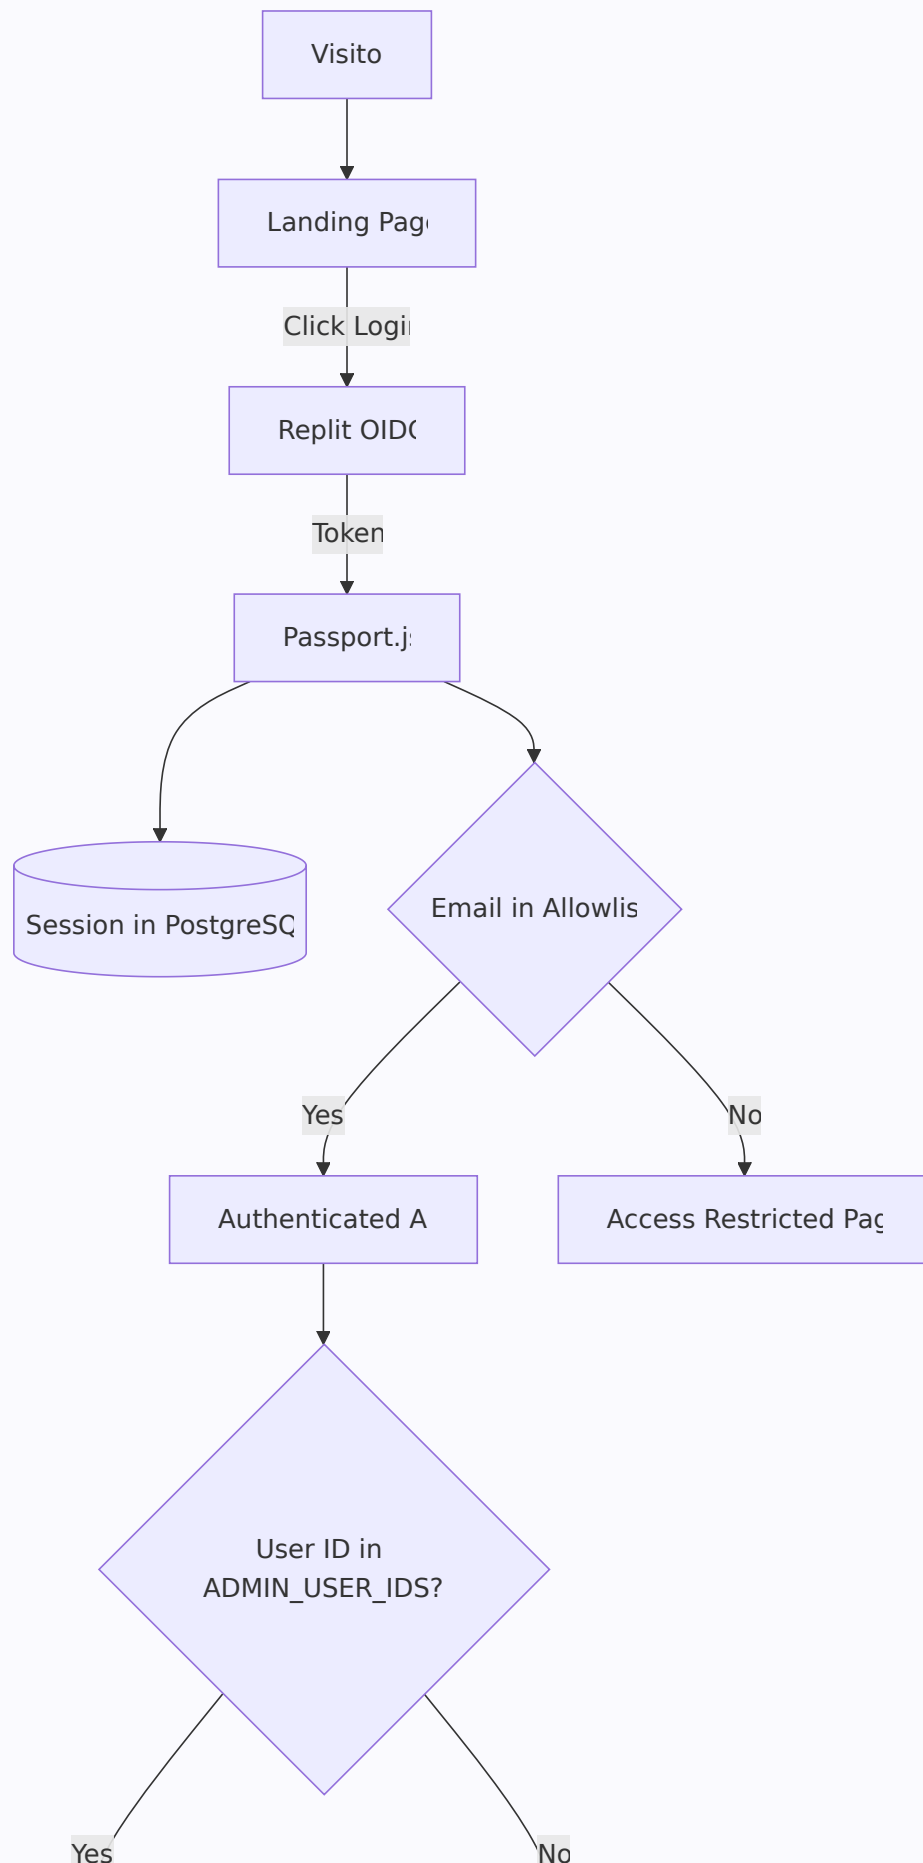 Visito
Landing Pag
Click Logi
Replit OID
Token
Passport.j
Session in PostgreSQ
Email in Allowlis
Yes
No
Authenticated A
Access Restricted Pag
User ID in
ADMIN_USER_IDS?
Yes
No